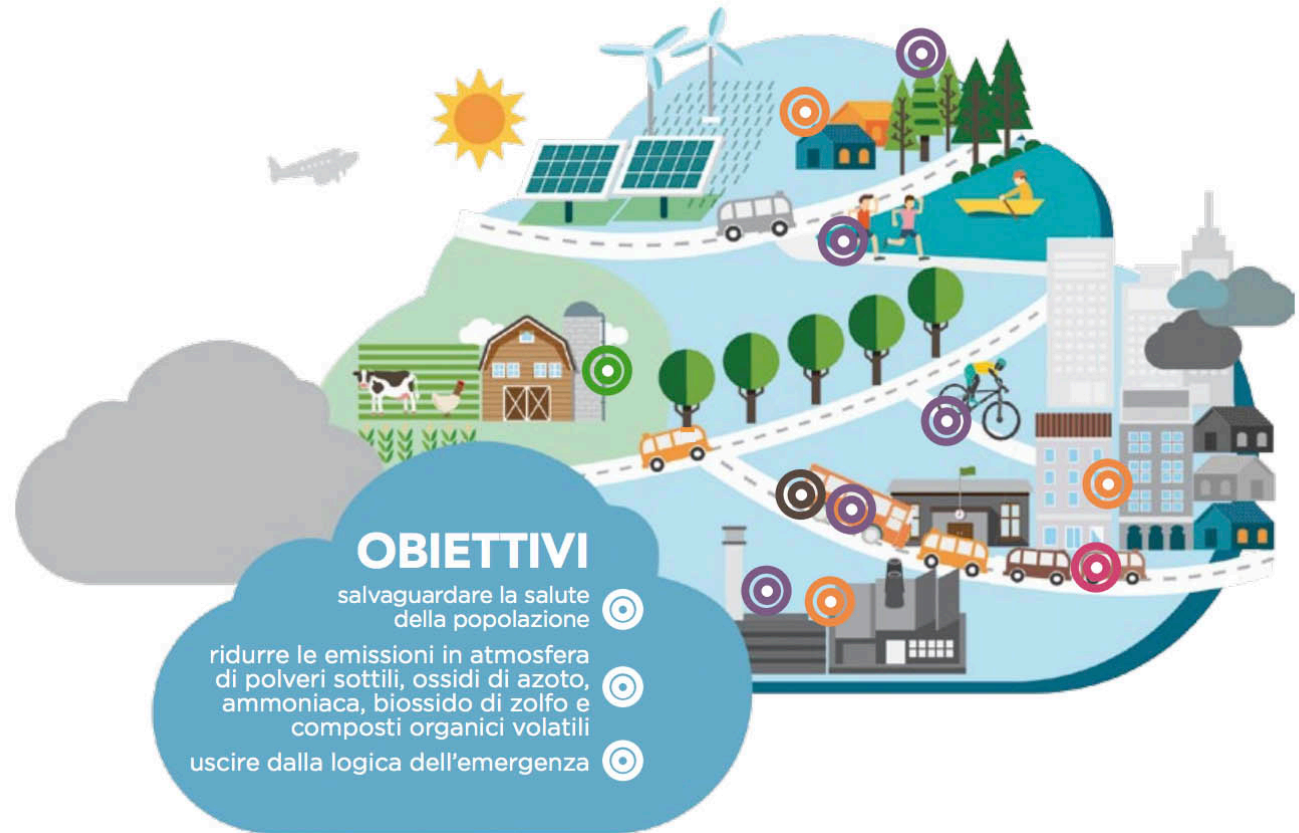 OBIETTIVI
salvaguardare la salute
della popolazione
ridurre le emissioni in atmosfera
di polveri sottili, ossidi di azoto,
ammoniaca, biossido di zolfo e
composti organici volatili
uscire dalla logica dell'emergenza